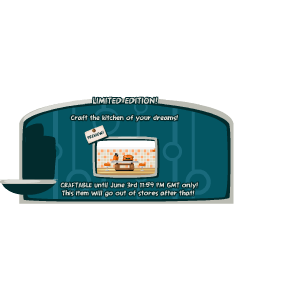 LIMITED EDITION!
Craft the kitchen of your dreams!
PREVIEW!
CRAFTABLE until June 3rd 11:59 PM GMT only!
This item will go out of stores after that!